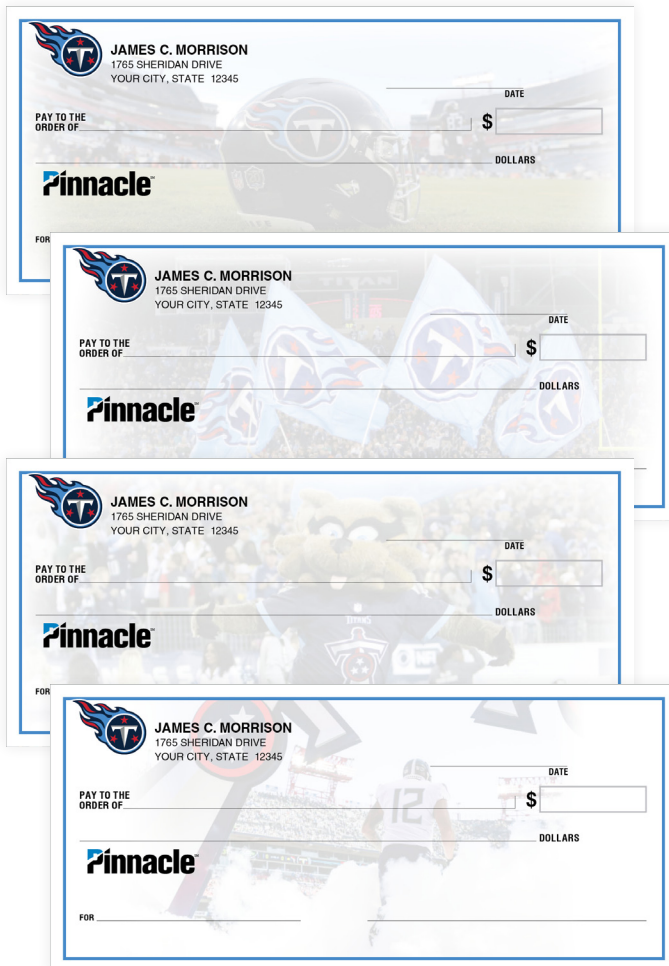 JAMES C. MORRISON
1765 SHERIDAN DRIVE
YOUR CITY, STATE 12345
DATE
PAY TO THE
ORDER OF
$
DOLLARS
Pinnacle
FOR
JAMES C. MORRISON
1765 SHERIDAN DRIVE
YOUR CITY, STATE 12345
DATE
PAY TO THE
ORDER OF
$
DOLLARS
Pinnacle
JAMES C. MORRISON
1765 SHERIDAN DRIVE
YOUR CITY, STATE 12345
DATE
PAY TO THE
ORDER OF
$
DOLLARS
TITANS
Pinnacle
FOR
JAMES C. MORRISON
1765 SHERIDAN DRIVE
YOUR CITY, STATE 12345
DATE
PAY TO THE
ORDER OF
$
12
DOLLARS
Pinnacle
FOR